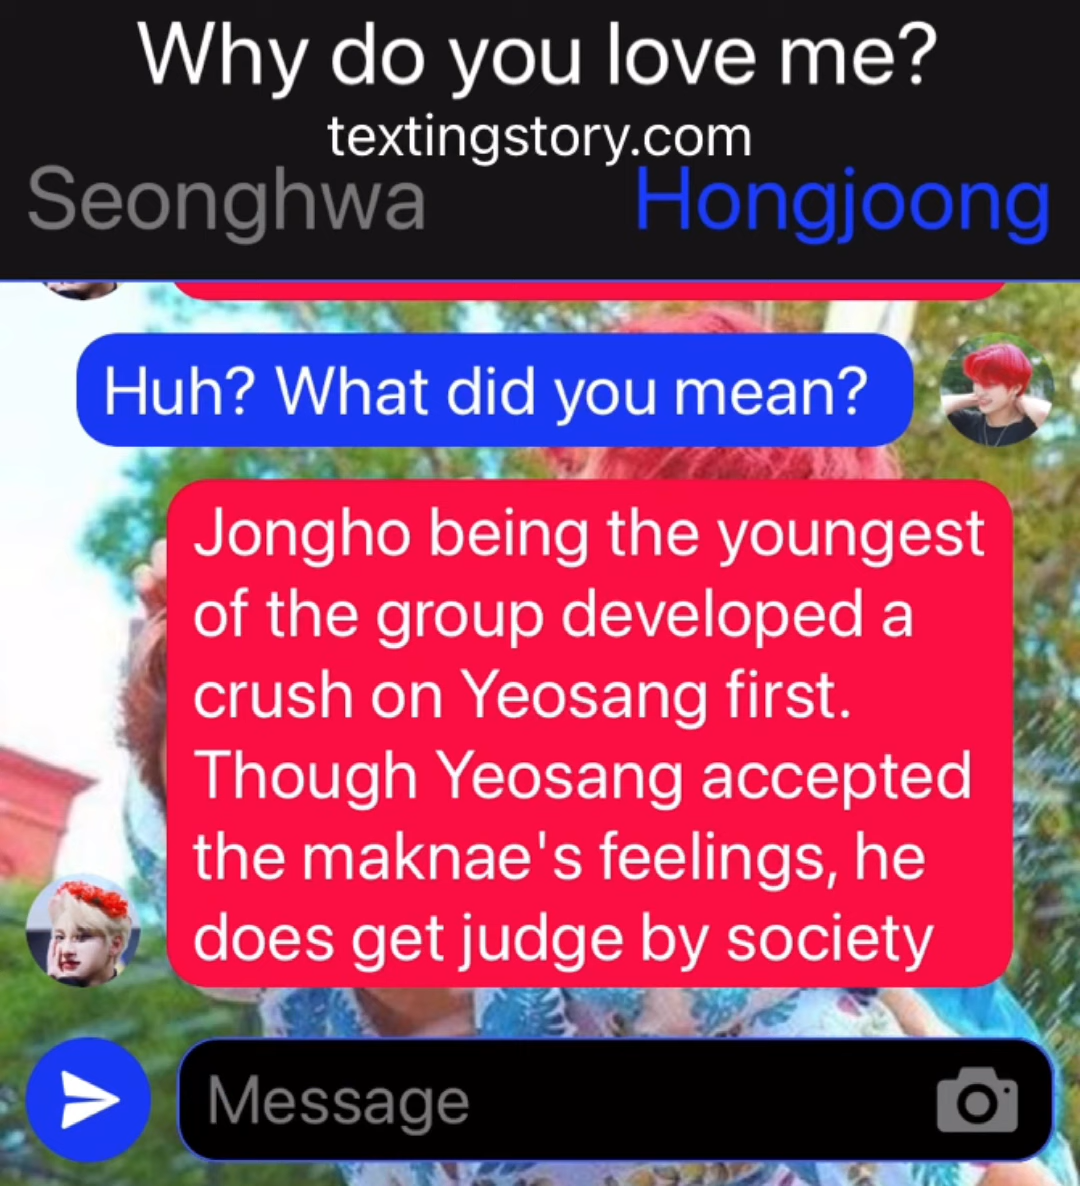 Why do you love me?
textingstory.com
Seonghwa Hongjoong
Huh? What did you mean?
Jongho being the youngest
of the group developed a
crush on Yeosang first.
Though Yeosang accepted
the maknae's feelings, he
does get judge by society
Message